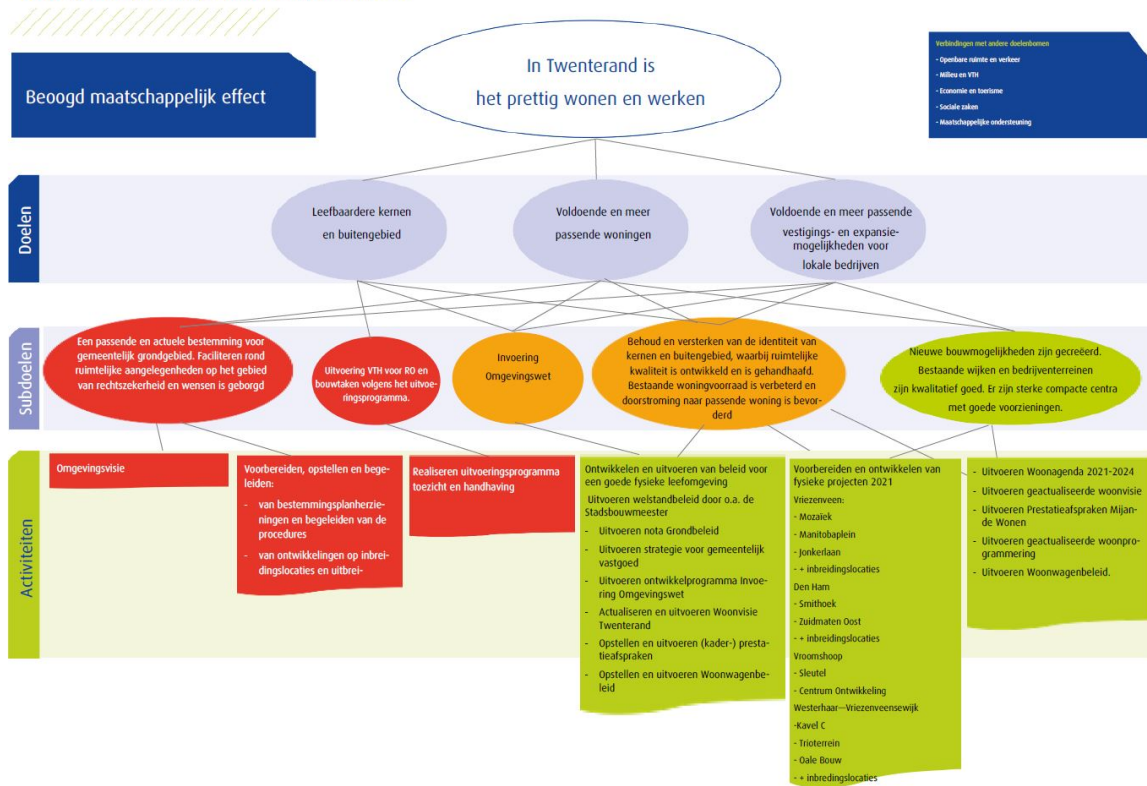 Beoogd maatschappelijk effect
In Twenterand is
het prettig wonen en werken
Verbindingen met andere doelenbomen
- Openbare ruimte en verkeer
- Milieu en VTH
- Economie en toerisme
- Sociale zaken
- Maatschappelijke ondersteuning
Doelen
Leefbaardere kernen
en buitengebied
Voldoende en meer
passende woningen
Voldoende en meer passende
vestigings- en expansie-
mogelijkheden voor
lokale bedrijven
Subdoelen
Een passende en actuele bestemming voor
gemeentelijk grondgebied. Faciliteren rond
ruimtelijke aangelegenheden op het gebied
van rechtszekerheid en wensen is geborgd
Uitvoering VTH voor RO en
bouwtaken volgens het uitvoe-
ringsprogramma.
Invoering
Omgevingswet
Behoud en versterken van de identiteit van
kernen en buitengebied, waarbij ruimtelijke
kwaliteit is ontwikkeld en is gehandhaafd.
Bestaande woningvoorraad is verbeterd en
doorstroming naar passende woning is bevor-
derd
Nieuwe bouwmogelijkheden zijn gecreëerd.
Bestaande wijken en bedrijventerreinen
zijn kwalitatief goed. Er zijn sterke compacte centra
met goede voorzieningen.
Activiteiten
Omgevingsvisie
Voorbereiden, opstellen en bege-
leiden:
- van bestemmingsplanherzie-
ningen en begeleiden van de
procedures
- van ontwikkelingen op inbrei-
dingslocaties en uitbrei-
Realiseren uitvoeringsprogramma
toezicht en handhaving
Ontwikkelen en uitvoeren van beleid voor
een goede fysieke leefomgeving
Uitvoeren welstandbeleid door o.a. de
Stadsbouwmeester
- Uitvoeren nota Grondbeleid
- Uitvoeren strategie voor gemeentelijk
vastgoed
- Uitvoeren ontwikkelprogramma Invoe-
ring Omgevingswet
- Actualiseren en uitvoeren Woonvisie
Twenterand
- Opstellen en uitvoeren (kader-) presta-
tieafspraken
- Opstellen en uitvoeren Woonwagenbe-
leid
Voorbereiden en ontwikkelen van
fysieke projecten 2021
Vriezenveen:
- Mozaïek
- Manitobaplein
- Jonkerlaan
- + inbreidingslocaties
Den Ham
- Smithoek
- Zuidmaten Oost
- + inbreidingslocaties
Vroomshoop
- Sleutel
- Centrum Ontwikkeling
Westerhaar—Vriezenveensewijk
-Kavel C
- Trioterrein
- Oale Bouw
- + inbredingslocaties
- Uitvoeren Woonagenda 2021-2024
- Uitvoeren geactualiseerde woonvisie
- Uitvoeren Prestatieafspraken Mijan-
de Wonen
- Uitvoeren geactualiseerde woonpro-
grammering
- Uitvoeren Woonwagenbeleid.